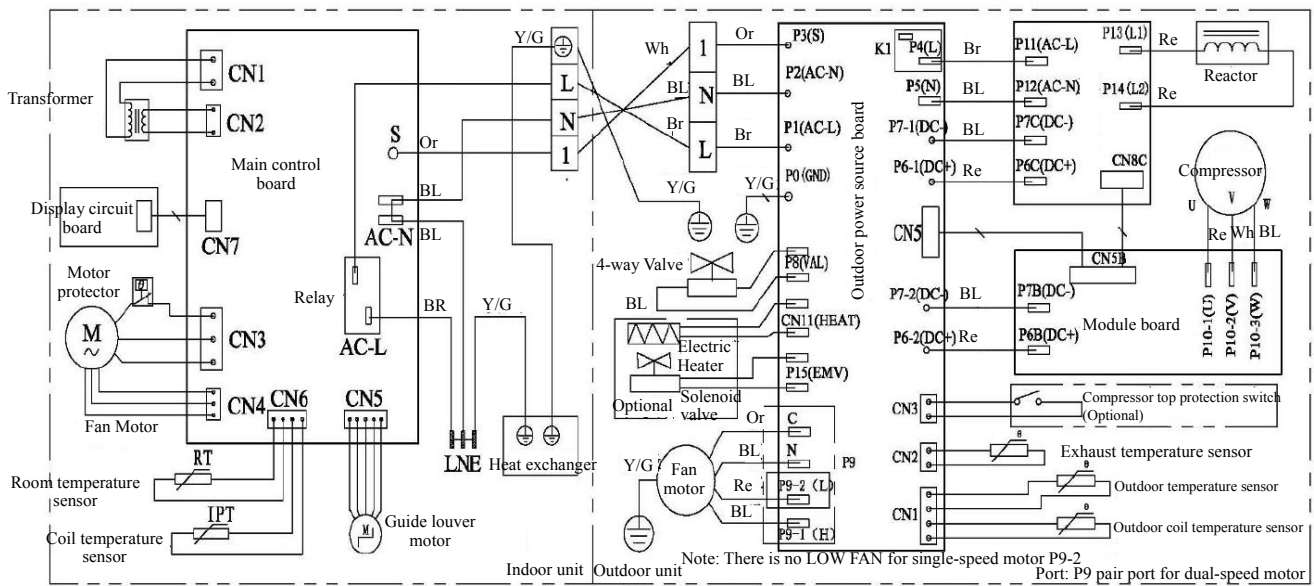 CN1
Transformer
CN2
Main control
board
Display circuit
board
CN7
Motor
protector
M
CN3
CN4
Fan Motor
CN6
CN5
RT
Room temperature
sensor
IPT
Coil temperature
sensor
M
Guide louver
motor
S
Or
BL
AC-N
BL
Relay
BR
AC-L
Y/G
LNE
Heat exchanger
Indoor unit
Y/G
L
N
1
Wh
BL
Br
1
N
L
Or
BL
Br
Y/G
Y/G
P3(S)
P2(AC-N)
P1(AC-L)
P0(GND)
Outdoor power source board
4-way Valve
BL
P8(VAL)
CN11(HEAT)
Electric
Heater
P15(EMV)
Optional
Solenoid
valve
Or
C
BL
N
P9
Y/G
Fan
motor
Re
P9-2 (L)
BL
P9-1 (H)
K1
P4(L)
Br
P5(N)
BL
P7-1(DC-)
BL
P6-1(DC+)
Re
CN5
P7-2(DC-)
BL
P6-2(DC+)
Re
P11(AC-L)
P12(AC-N)
P7C(DC-)
P6C(DC+)
P13(L1)
P14(L2)
CN8C
Re
Re
Reactor
Compressor
U
V
W
Re
Wh
BL
P10-1(U)
P10-2(V)
P10-3(W)
CN5B
P7B(DC-)
P6B(DC+)
Module board
CN3
Compressor top protection switch
(Optional)
CN2
θ
Exhaust temperature sensor
CN1
θ
Outdoor temperature sensor
θ
Outdoor coil temperature sensor
Outdoor unit
Note: There is no LOW FAN for single-speed motor P9-2
Port: P9 pair port for dual-speed motor